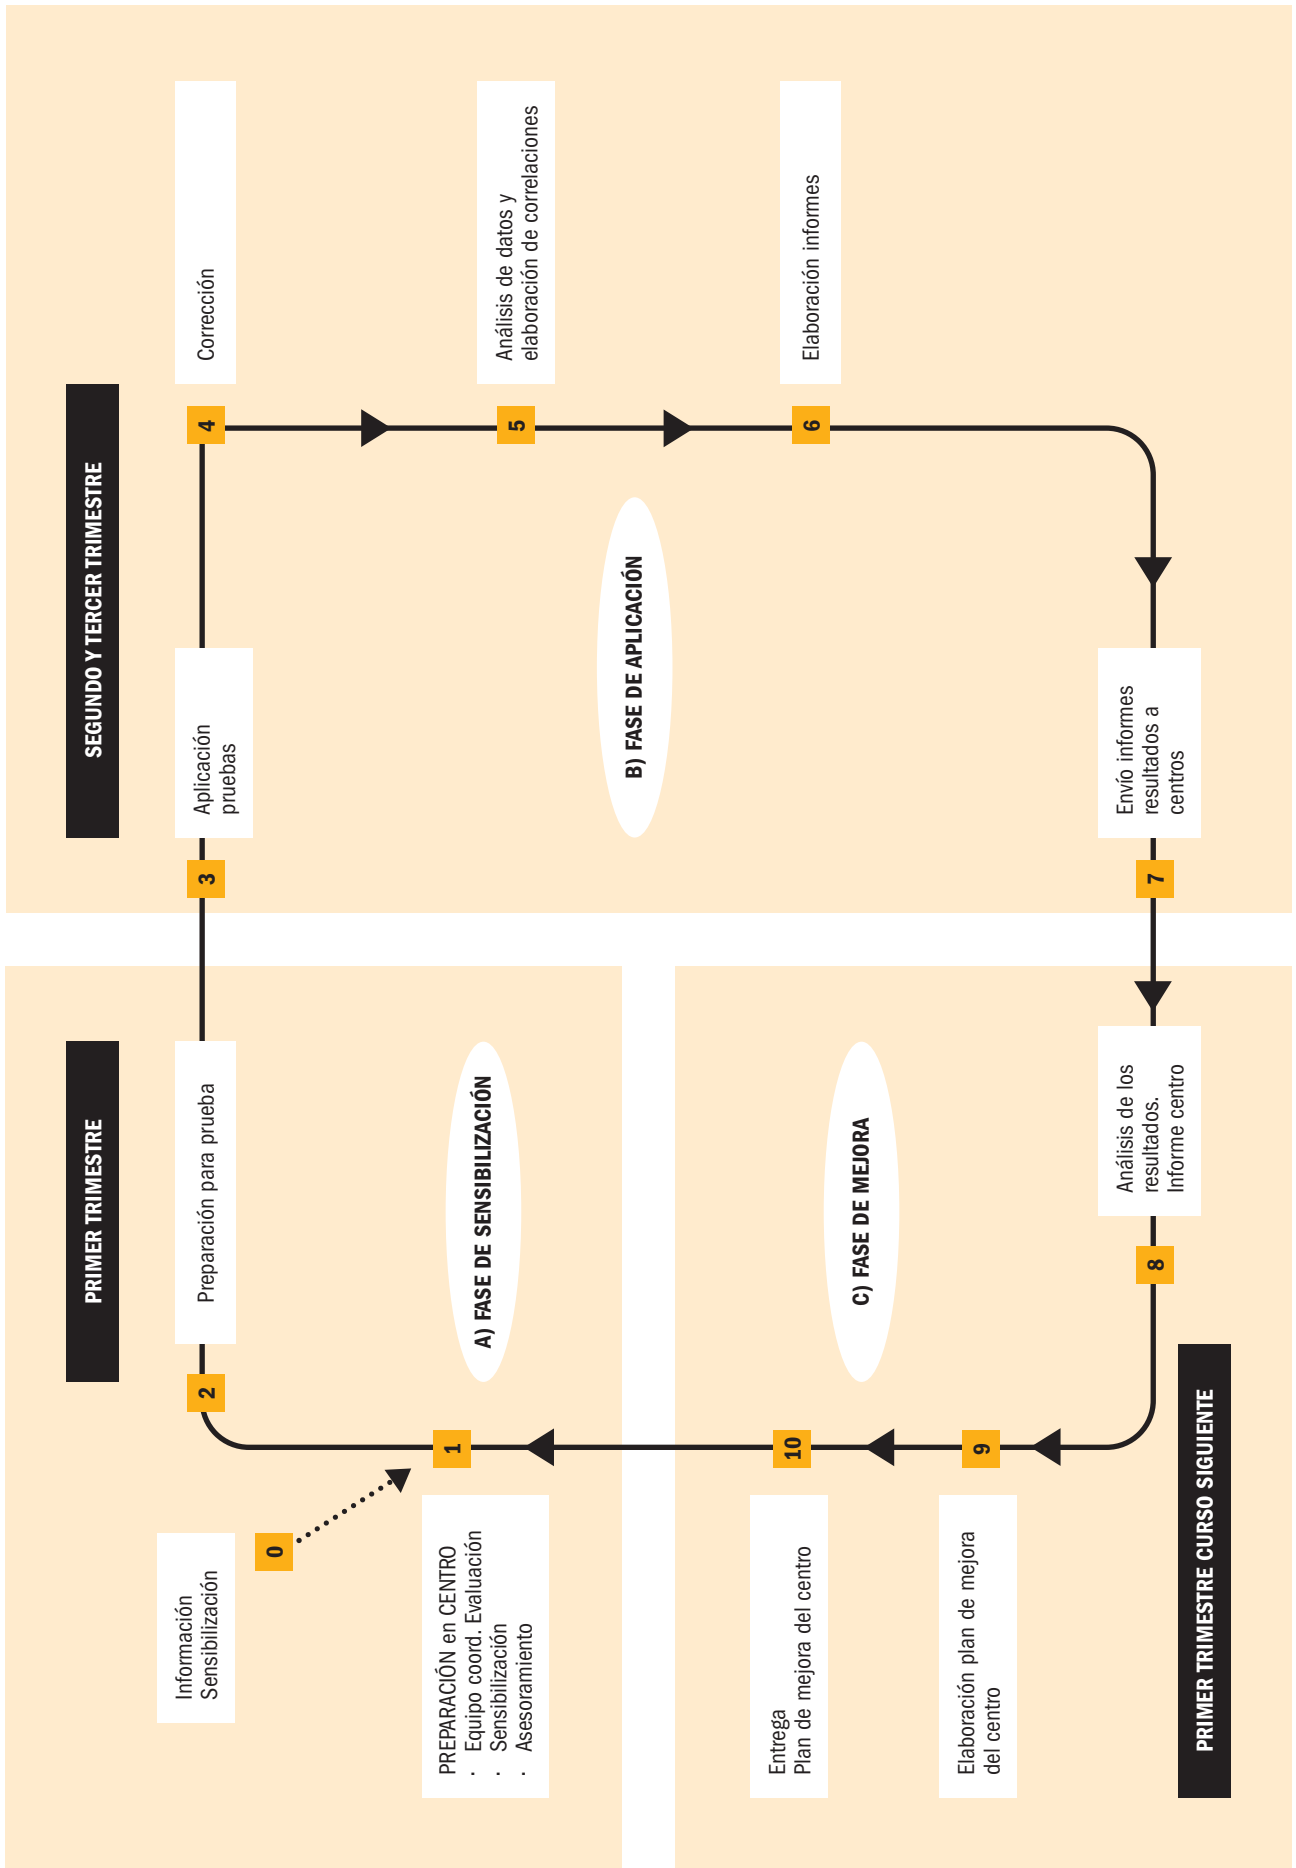 PRIMER TRIMESTRE
SEGUNDO Y TERCER TRIMESTRE
Información
Sensibilización
0
PREPARACIÓN en CENTRO
· Equipo coord. Evaluación
· Sensibilización
· Asesoramiento
1
2
Preparación para prueba
A) FASE DE SENSIBILIZACIÓN
3
Aplicación
pruebas
4
Corrección
5
Análisis de datos y
elaboración de correlaciones
B) FASE DE APLICACIÓN
6
Elaboración informes
7
Envío informes
resultados a
centros
8
Análisis de los
resultados.
Informe centro
C) FASE DE MEJORA
9
Elaboración plan de mejora
del centro
10
Entrega
Plan de mejora del centro
PRIMER TRIMESTRE CURSO SIGUIENTE